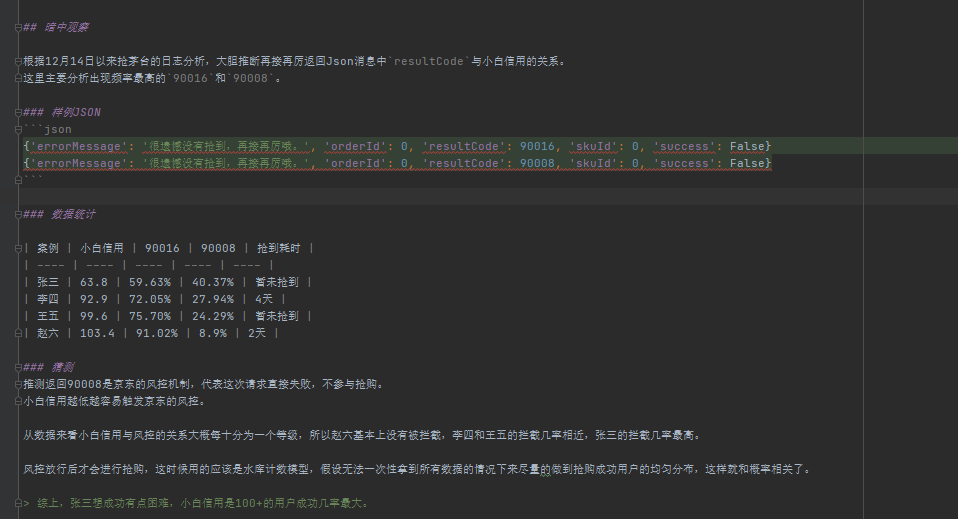 ## 暗中观察
根据12月14日以来抢茅台的日志分析，大胆推断再接再厉返回Json消息中`resultCode`与小白信用的关系。
这里主要分析出现频率最高的`90016`和`90008`。
### 样例JSON
```json
{'errorMessage': '很遗憾没有抢到，再接再厉哦。', 'orderId': 0, 'resultCode': 90016, 'skuId': 0, 'success': False}
{'errorMessage': '很遗憾没有抢到，再接再厉哦。', 'orderId': 0, 'resultCode': 90008, 'skuId': 0, 'success': False}
```
### 数据统计
| 案例 | 小白信用 | 90016 | 90008 | 抢到耗时 |
| ---- | ---- | ---- | ---- | ---- |
| 张三 | 63.8 | 59.63% | 40.37% | 暂未抢到 |
| 李四 | 92.9 | 72.05% | 27.94% | 4天 |
| 王五 | 99.6 | 75.70% | 24.29% | 暂未抢到 |
| 赵六 | 103.4 | 91.02% | 8.9% | 2天 |
### 猜测
推测返回90008是京东的风控机制，代表这次请求直接失败，不参与抢购。
小白信用越低越容易触发京东的风控。
从数据来看小白信用与风控的关系大概每十分为一个等级，所以赵六基本上没有被拦截，李四和王五的拦截几率相近，张三的拦截几率最高。
风控放行后才会进行抢购，这时候用的应该是水库计数模型，假设无法一次性拿到所有数据的情况下来尽量的做到抢购成功用户的均匀分布，这样就和概率相关了。
> 综上，张三想成功有点困难，小白信用是100+的用户成功几率最大。